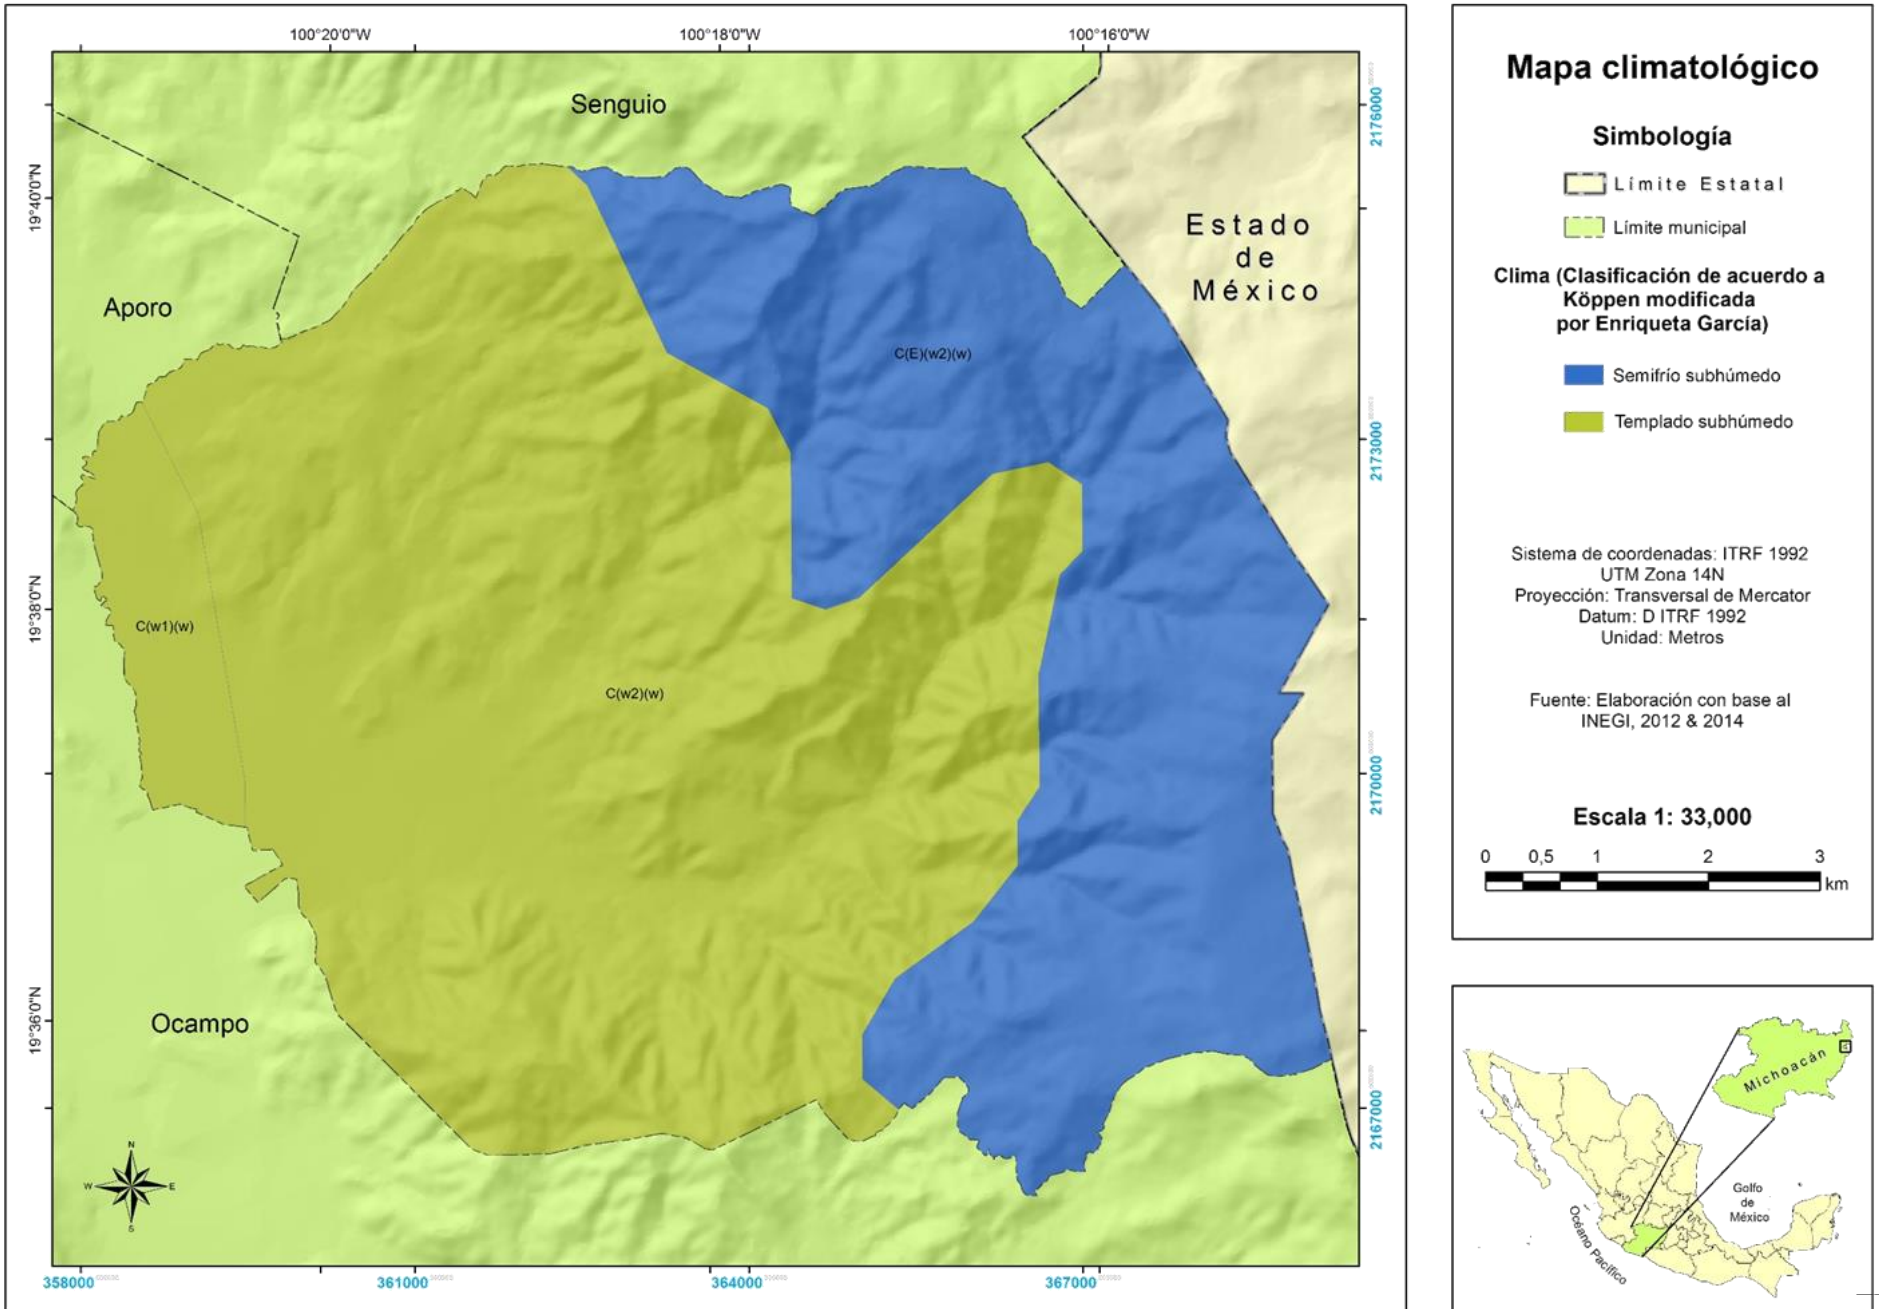 100°20'0"W
100°18'0"W
100°16'0"W
19°40'0"N
19°38'0"N
19°36'0"N
2176000
2173000
2170000
2167000
358000
361000
364000
367000
Senguio
Aporo
Ocampo
Estado
de
México
C(E)(w2)(w)
C(w1)(w)
C(w2)(w)
N
W
E
S
Mapa climatológico
Simbología
Límite Estatal
Límite municipal
Clima (Clasificación de acuerdo a
Köppen modificada
por Enriqueta García)
Semifrío subhúmedo
Templado subhúmedo
Sistema de coordenadas: ITRF 1992
UTM Zona 14N
Proyección: Transversal de Mercator
Datum: D ITRF 1992
Unidad: Metros
Fuente: Elaboración con base al
INEGI, 2012 & 2014
Escala 1: 33,000
0 0,5 1 2 3
km
Michoacán
Golfo
de
México
Océano Pacífico